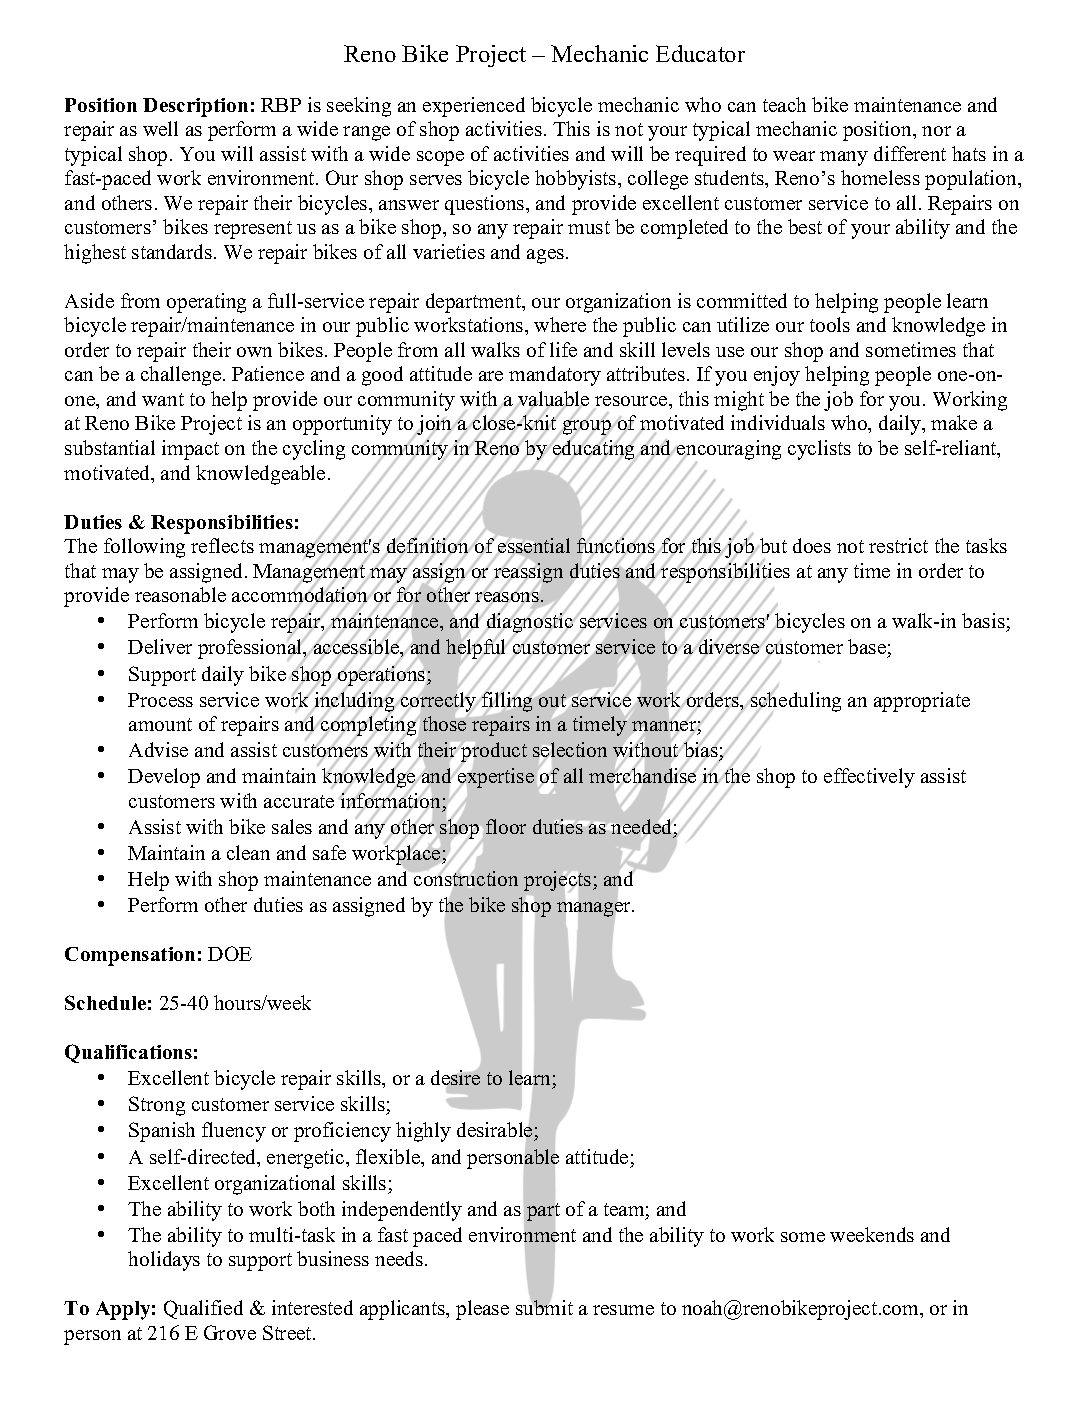 Reno Bike Project – Mechanic Educator
Position Description: RBP is seeking an experienced bicycle mechanic who can teach bike maintenance and
repair as well as perform a wide range of shop activities. This is not your typical mechanic position, nor a
typical shop. You will assist with a wide scope of activities and will be required to wear many different hats in a
fast-paced work environment. Our shop serves bicycle hobbyists, college students, Reno’s homeless population,
and others. We repair their bicycles, answer questions, and provide excellent customer service to all. Repairs on
customers’ bikes represent us as a bike shop, so any repair must be completed to the best of your ability and the
highest standards. We repair bikes of all varieties and ages.
Aside from operating a full-service repair department, our organization is committed to helping people learn
bicycle repair/maintenance in our public workstations, where the public can utilize our tools and knowledge in
order to repair their own bikes. People from all walks of life and skill levels use our shop and sometimes that
can be a challenge. Patience and a good attitude are mandatory attributes. If you enjoy helping people one-on-
one, and want to help provide our community with a valuable resource, this might be the job for you. Working
at Reno Bike Project is an opportunity to join a close-knit group of motivated individuals who, daily, make a
substantial impact on the cycling community in Reno by educating and encouraging cyclists to be self-reliant,
motivated, and knowledgeable.
Duties & Responsibilities:
The following reflects management's definition of essential functions for this job but does not restrict the tasks
that may be assigned. Management may assign or reassign duties and responsibilities at any time in order to
provide reasonable accommodation or for other reasons.
• Perform bicycle repair, maintenance, and diagnostic services on customers' bicycles on a walk-in basis;
• Deliver professional, accessible, and helpful customer service to a diverse customer base;
• Support daily bike shop operations;
• Process service work including correctly filling out service work orders, scheduling an appropriate
amount of repairs and completing those repairs in a timely manner;
• Advise and assist customers with their product selection without bias;
• Develop and maintain knowledge and expertise of all merchandise in the shop to effectively assist
customers with accurate information;
• Assist with bike sales and any other shop floor duties as needed;
• Maintain a clean and safe workplace;
• Help with shop maintenance and construction projects; and
• Perform other duties as assigned by the bike shop manager.
Compensation: DOE
Schedule: 25-40 hours/week
Qualifications:
• Excellent bicycle repair skills, or a desire to learn;
• Strong customer service skills;
• Spanish fluency or proficiency highly desirable;
• A self-directed, energetic, flexible, and personable attitude;
• Excellent organizational skills;
• The ability to work both independently and as part of a team; and
• The ability to multi-task in a fast paced environment and the ability to work some weekends and
holidays to support business needs.
To Apply: Qualified & interested applicants, please submit a resume to noah@renobikeproject.com, or in
person at 216 E Grove Street.